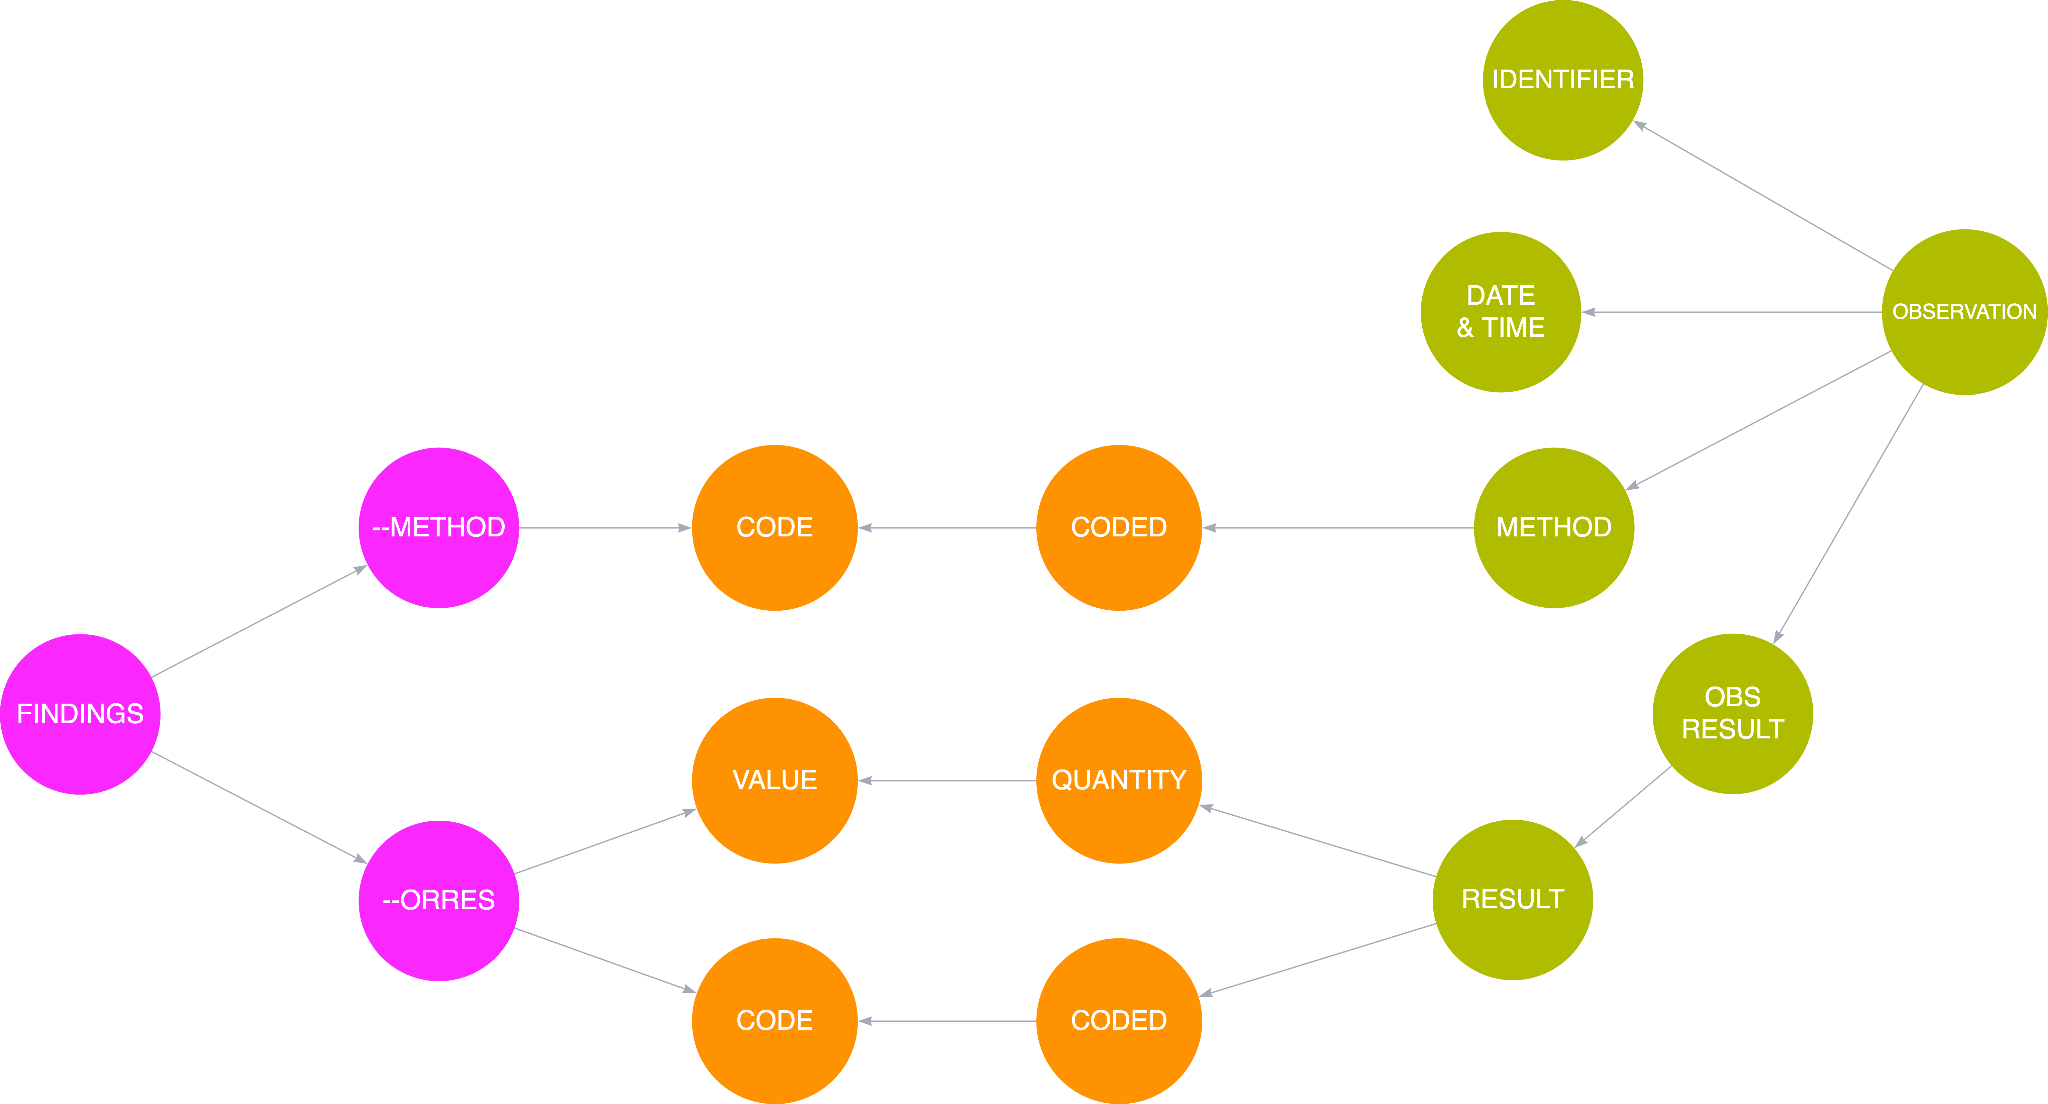 IDENTIFIER
DATE
& TIME
OBSERVATION
--METHOD
CODE
CODED
METHOD
FINDINGS
OBS
RESULT
VALUE
QUANTITY
--ORRES
RESULT
CODE
CODED